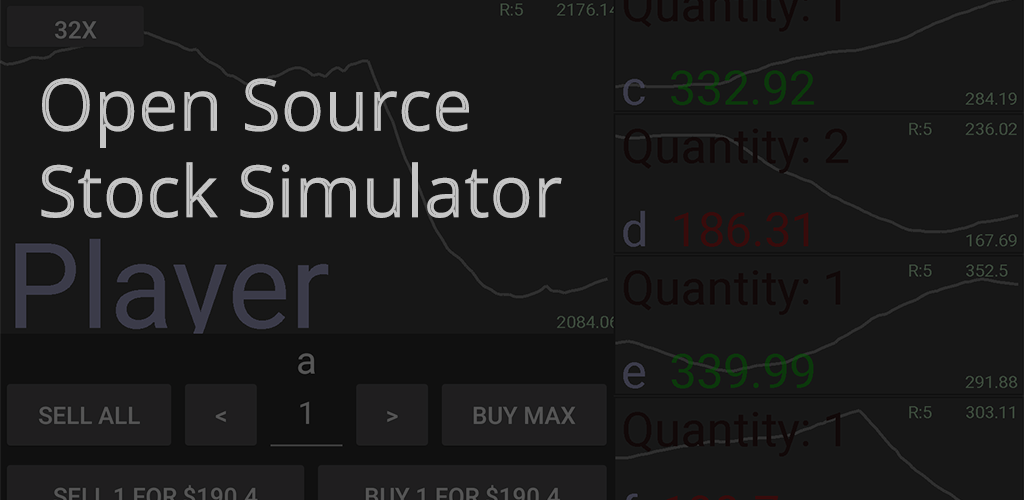 32X
R:5 2176.14
Open Source
Stock Simulator
Player
2084.06
a
SELL ALL
<
1
>
BUY MAX
SELL 1 FOR $190.4
BUY 1 FOR $190.4
Quantity: 1
c 332.92
284.19
R:5 236.02
Quantity: 2
d 186.31
167.69
R:5 352.5
Quantity: 1
e 339.99
291.88
R:5 303.11
Quantity: 1